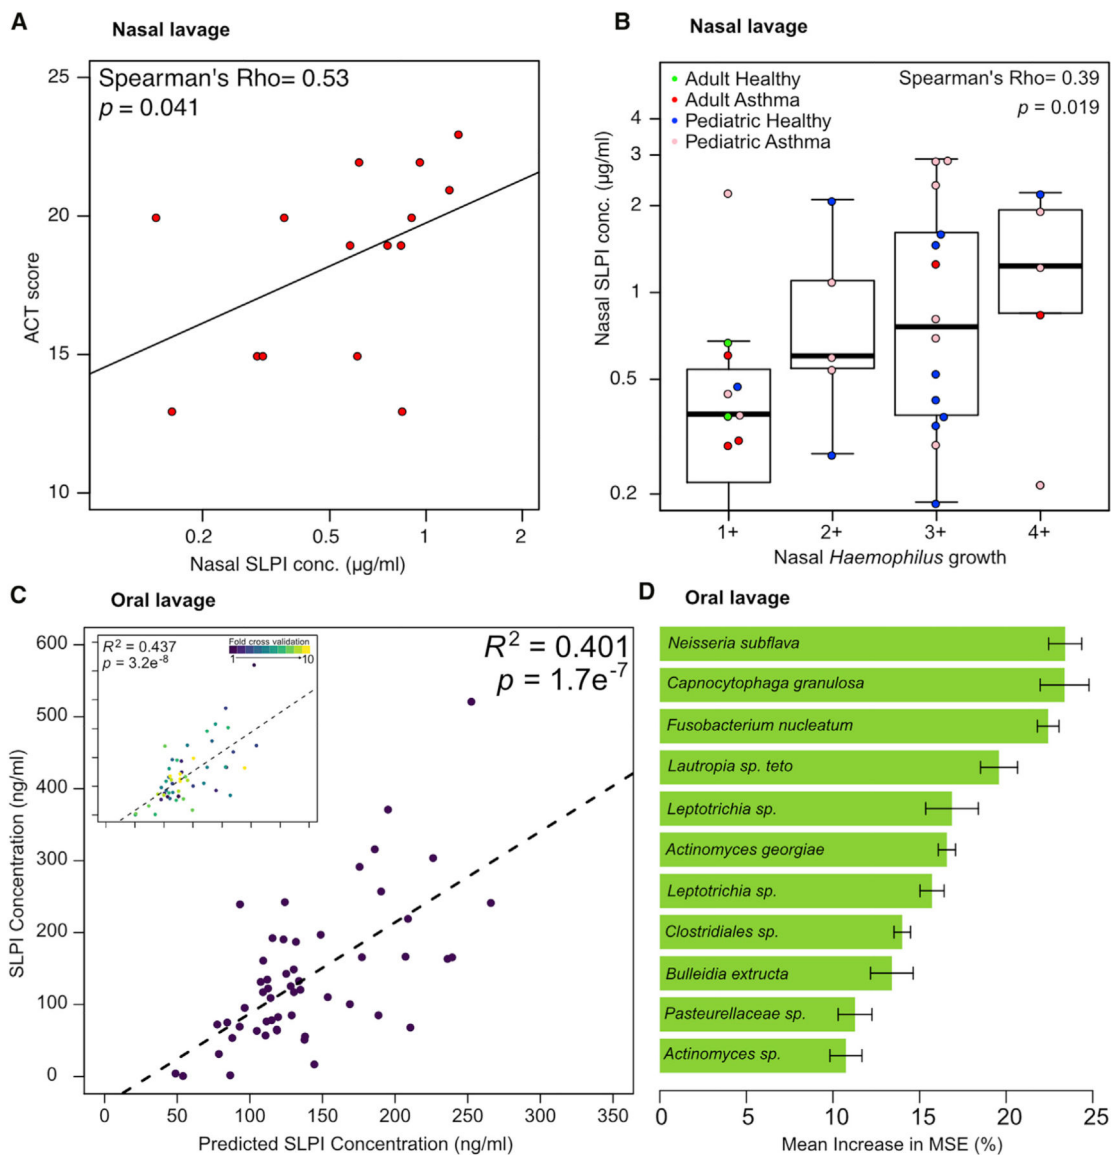 A
Nasal lavage
Spearman's Rho= 0.53
p = 0.041
25
20
15
10
ACT score
0.2
0.5
1
2
Nasal SLPI conc. (µg/ml)
B
Nasal lavage
Adult Healthy
Adult Asthma
Pediatric Healthy
Pediatric Asthma
Spearman's Rho= 0.39
p = 0.019
4
3
2
1
0.5
0.2
Nasal SLPI conc. (µg/ml)
1+
2+
3+
4+
Nasal Haemophilus growth
C
Oral lavage
R² = 0.437
p = 3.2e⁻⁸
Fold cross validation
1
10
R² = 0.401
p = 1.7e⁻⁷
600
500
400
300
200
100
0
SLPI Concentration (ng/ml)
0
50
100
150
200
250
300
350
Predicted SLPI Concentration (ng/ml)
D
Oral lavage
Neisseria subflava
Capnocytophaga granulosa
Fusobacterium nucleatum
Lautropia sp. teto
Leptotrichia sp.
Actinomyces georgiae
Leptotrichia sp.
Clostridiales sp.
Bulleidia extructa
Pasteurellaceae sp.
Actinomyces sp.
0
5
10
15
20
25
Mean Increase in MSE (%)